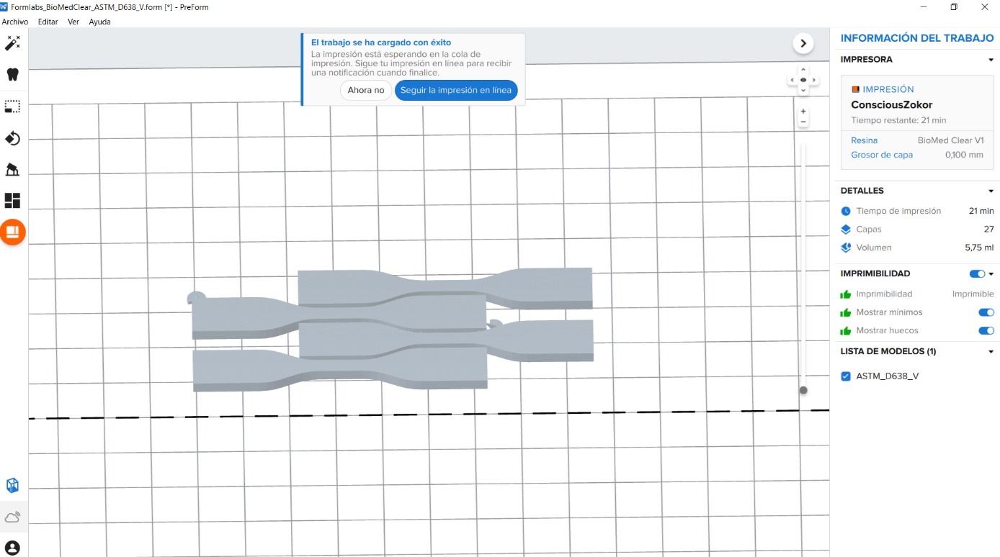 Formlabs_BioMedClear_ASTM_D638_V.form [*] - PreForm
Archivo Editar Ver Ayuda
El trabajo se ha cargado con éxito
La impresión está esperando en la cola de
impresión. Sigue tu impresión en línea para recibir
una notificación cuando finalice.
Ahora no Seguir la impresión en línea
INFORMACIÓN DEL TRABAJO
IMPRESORA
IMPRESIÓN
ConsciousZokor
Tiempo restante: 21 min
Resina BioMed Clear V1
Grosor de capa 0,100 mm
DETALLES
Tiempo de impresión 21 min
Capas 27
Volumen 5,75 ml
IMPRIMIBILIDAD
Imprimibilidad Imprimible
Mostrar mínimos
Mostrar huecos
LISTA DE MODELOS (1)
ASTM_D638_V